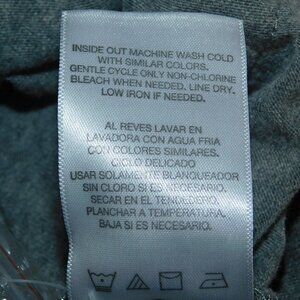 INSIDE OUT MACHINE WASH COLD
WITH SIMILAR COLORS.
GENTLE CYCLE ONLY NON-CHLORINE
BLEACH WHEN NEEDED. LINE DRY.
LOW IRON IF NEEDED.
AL REVES LAVAR EN
LAVADORA CON AGUA FRIA
CON COLORES SIMILARES.
CICLO DELICADO
USAR SOLAMENTE BLANQUEADOR
SIN CLORO SI ES NECESARIO.
SECAR EN EL TENDEDERO.
PLANCHAR A TEMPERATURA.
BAJA SI ES NECESARIO.